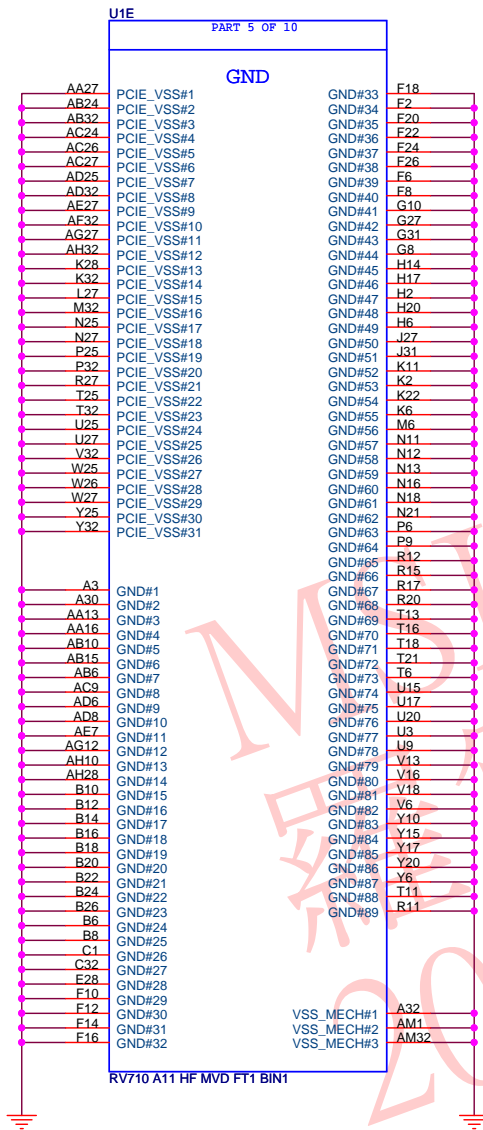 U1E
PART 5 OF 10
GND
AA27 PCIE_VSS#1 GND#33 F18
AB24 PCIE_VSS#2 GND#34 F2
AB32 PCIE_VSS#3 GND#35 F20
AC24 PCIE_VSS#4 GND#36 F22
AC26 PCIE_VSS#5 GND#37 F24
AC27 PCIE_VSS#6 GND#38 F26
AD25 PCIE_VSS#7 GND#39 F6
AD32 PCIE_VSS#8 GND#40 F8
AE27 PCIE_VSS#9 GND#41 G10
AF32 PCIE_VSS#10 GND#42 G27
AG27 PCIE_VSS#11 GND#43 G31
AH32 PCIE_VSS#12 GND#44 G8
K28 PCIE_VSS#13 GND#45 H14
K32 PCIE_VSS#14 GND#46 H17
L27 PCIE_VSS#15 GND#47 H2
M32 PCIE_VSS#16 GND#48 H20
N25 PCIE_VSS#17 GND#49 H6
N27 PCIE_VSS#18 GND#50 J27
P25 PCIE_VSS#19 GND#51 J31
P32 PCIE_VSS#20 GND#52 K11
R27 PCIE_VSS#21 GND#53 K2
T25 PCIE_VSS#22 GND#54 K22
T32 PCIE_VSS#23 GND#55 K6
U25 PCIE_VSS#24 GND#56 M6
U27 PCIE_VSS#25 GND#57 N11
V32 PCIE_VSS#26 GND#58 N12
W25 PCIE_VSS#27 GND#59 N13
W26 PCIE_VSS#28 GND#60 N16
W27 PCIE_VSS#29 GND#61 N18
Y25 PCIE_VSS#30 GND#62 N21
Y32 PCIE_VSS#31 GND#63 P6
GND#64 P9
GND#65 R12
GND#66 R15
A3 GND#1 GND#67 R17
A30 GND#2 GND#68 R20
AA13 GND#3 GND#69 T13
AA16 GND#4 GND#70 T16
AB10 GND#5 GND#71 T18
AB15 GND#6 GND#72 T21
AB6 GND#7 GND#73 T6
AC9 GND#8 GND#74 U15
AD6 GND#9 GND#75 U17
AD8 GND#10 GND#76 U20
AE7 GND#11 GND#77 U3
AG12 GND#12 GND#78 U9
AH10 GND#13 GND#79 V13
AH28 GND#14 GND#80 V16
B10 GND#15 GND#81 V18
B12 GND#16 GND#82 V6
B14 GND#17 GND#83 Y10
B16 GND#18 GND#84 Y15
B18 GND#19 GND#85 Y17
B20 GND#20 GND#86 Y20
B22 GND#21 GND#87 Y6
B24 GND#22 GND#88 T11
B26 GND#23 GND#89 R11
B6 GND#24
B8 GND#25
C1 GND#26
C32 GND#27
E28 GND#28
F10 GND#29
F12 GND#30 VSS_MECH#1 A32
F14 GND#31 VSS_MECH#2 AM1
F16 GND#32 VSS_MECH#3 AM32
RV710 A11 HF MVD FT1 BIN1
羅
20